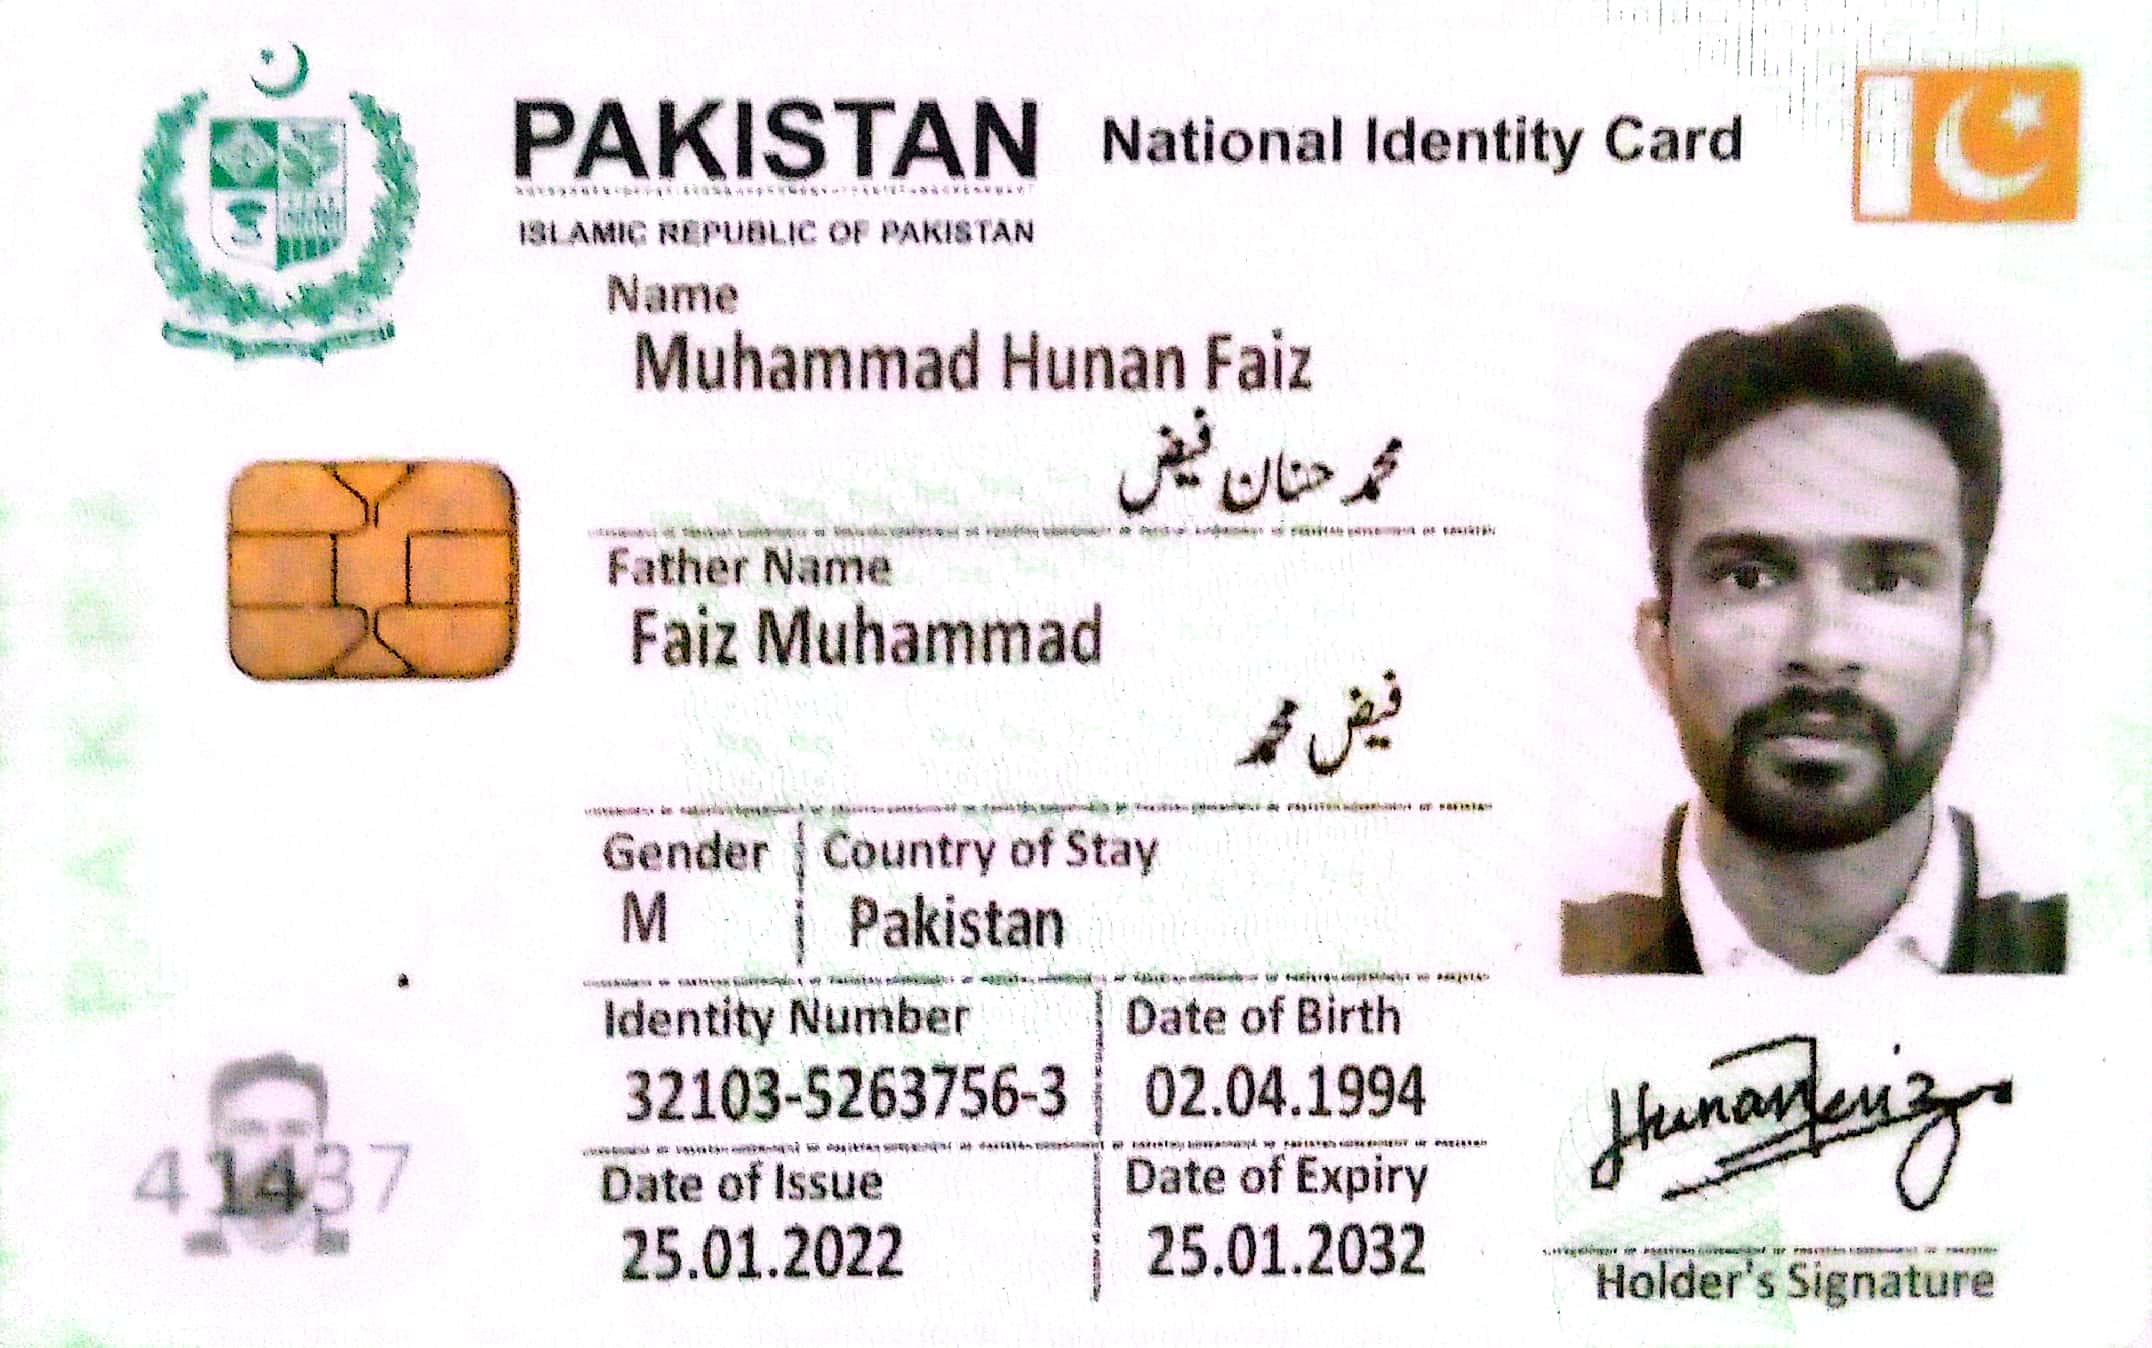 PAKISTAN National Identity Card
ISLAMIC REPUBLIC OF PAKISTAN
Name
Muhammad Hunan Faiz
محمد حنان فیض
Father Name
Faiz Muhammad
فیض محمد
Gender Country of Stay
M Pakistan
Identity Number Date of Birth
32103-5263756-3 02.04.1994
41437
Date of Issue Date of Expiry
25.01.2022 25.01.2032
Hunan Faiz
Holder's Signature